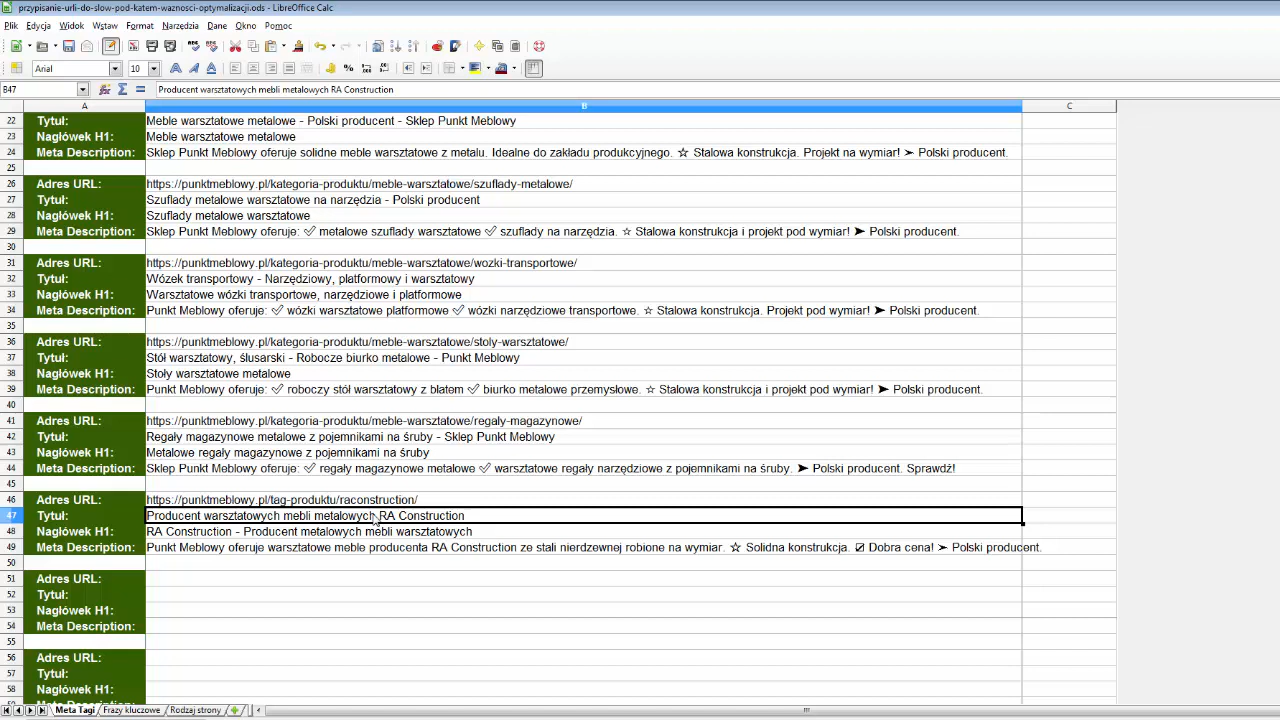 przypisanie-urli-do-slow-pod-katem-waznosci-optymalizacji.ods - LibreOffice Calc
Plik Edycja Widok Wstaw Format Narzędzia Dane Okno Pomoc
Arial 10
B47 Producent warsztatowych mebli metalowych RA Construction
A B C
22 Tytuł: Meble warsztatowe metalowe - Polski producent - Sklep Punkt Meblowy
23 Nagłówek H1: Meble warsztatowe metalowe
24 Meta Description: Sklep Punkt Meblowy oferuje solidne meble warsztatowe z metalu. Idealne do zakładu produkcyjnego. ☆ Stalowa konstrukcja. Projekt na wymiar! ➤ Polski producent.
25
26 Adres URL: https://punktmeblowy.pl/kategoria-produktu/meble-warsztatowe/szuflady-metalowe/
27 Tytuł: Szuflady metalowe warsztatowe na narzędzia - Polski producent
28 Nagłówek H1: Szuflady metalowe warsztatowe
29 Meta Description: Sklep Punkt Meblowy oferuje: ✅ metalowe szuflady warsztatowe ✅ szuflady na narzędzia. ☆ Stalowa konstrukcja i projekt pod wymiar! ➤ Polski producent.
30
31 Adres URL: https://punktmeblowy.pl/kategoria-produktu/meble-warsztatowe/wozki-transportowe/
32 Tytuł: Wózek transportowy - Narzędziowy, platformowy i warsztatowy
33 Nagłówek H1: Warsztatowe wózki transportowe, narzędziowe i platformowe
34 Meta Description: Punkt Meblowy oferuje: ✅ wózki warsztatowe platformowe ✅ wózki narzędziowe transportowe. ☆ Stalowa konstrukcja. Projekt pod wymiar! ➤ Polski producent.
35
36 Adres URL: https://punktmeblowy.pl/kategoria-produktu/meble-warsztatowe/stoly-warsztatowe/
37 Tytuł: Stół warsztatowy, ślusarski - Robocze biurko metalowe - Punkt Meblowy
38 Nagłówek H1: Stoły warsztatowe metalowe
39 Meta Description: Punkt Meblowy oferuje: ✅ roboczy stół warsztatowy z blatem ✅ biurko metalowe przemysłowe. ☆ Stalowa konstrukcja i projekt pod wymiar! ➤ Polski producent.
40
41 Adres URL: https://punktmeblowy.pl/kategoria-produktu/meble-warsztatowe/regaly-magazynowe/
42 Tytuł: Regały magazynowe metalowe z pojemnikami na śruby - Sklep Punkt Meblowy
43 Nagłówek H1: Metalowe regały magazynowe z pojemnikami na śruby
44 Meta Description: Sklep Punkt Meblowy oferuje: ✅ regały magazynowe metalowe ✅ warsztatowe regały narzędziowe z pojemnikami na śruby. ➤ Polski producent. Sprawdź!
45
46 Adres URL: https://punktmeblowy.pl/tag-produktu/raconstruction/
47 Tytuł: Producent warsztatowych mebli metalowych RA Construction
48 Nagłówek H1: RA Construction - Producent metalowych mebli warsztatowych
49 Meta Description: Punkt Meblowy oferuje warsztatowe meble producenta RA Construction ze stali nierdzewnej robione na wymiar. ☆ Solidna konstrukcja. ☑ Dobra cena! ➤ Polski producent.
50
51 Adres URL:
52 Tytuł:
53 Nagłówek H1:
54 Meta Description:
55
56 Adres URL:
57 Tytuł:
58 Nagłówek H1:
Meta Description:
Meta Tagi Frazy kluczowe Rodzaj strony